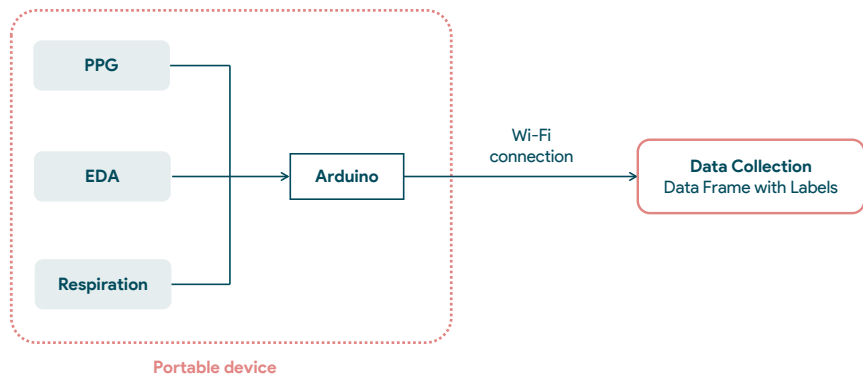 PPG
EDA
Respiration
Arduino
Wi-Fi
connection
Data Collection
Data Frame with Labels
Portable device